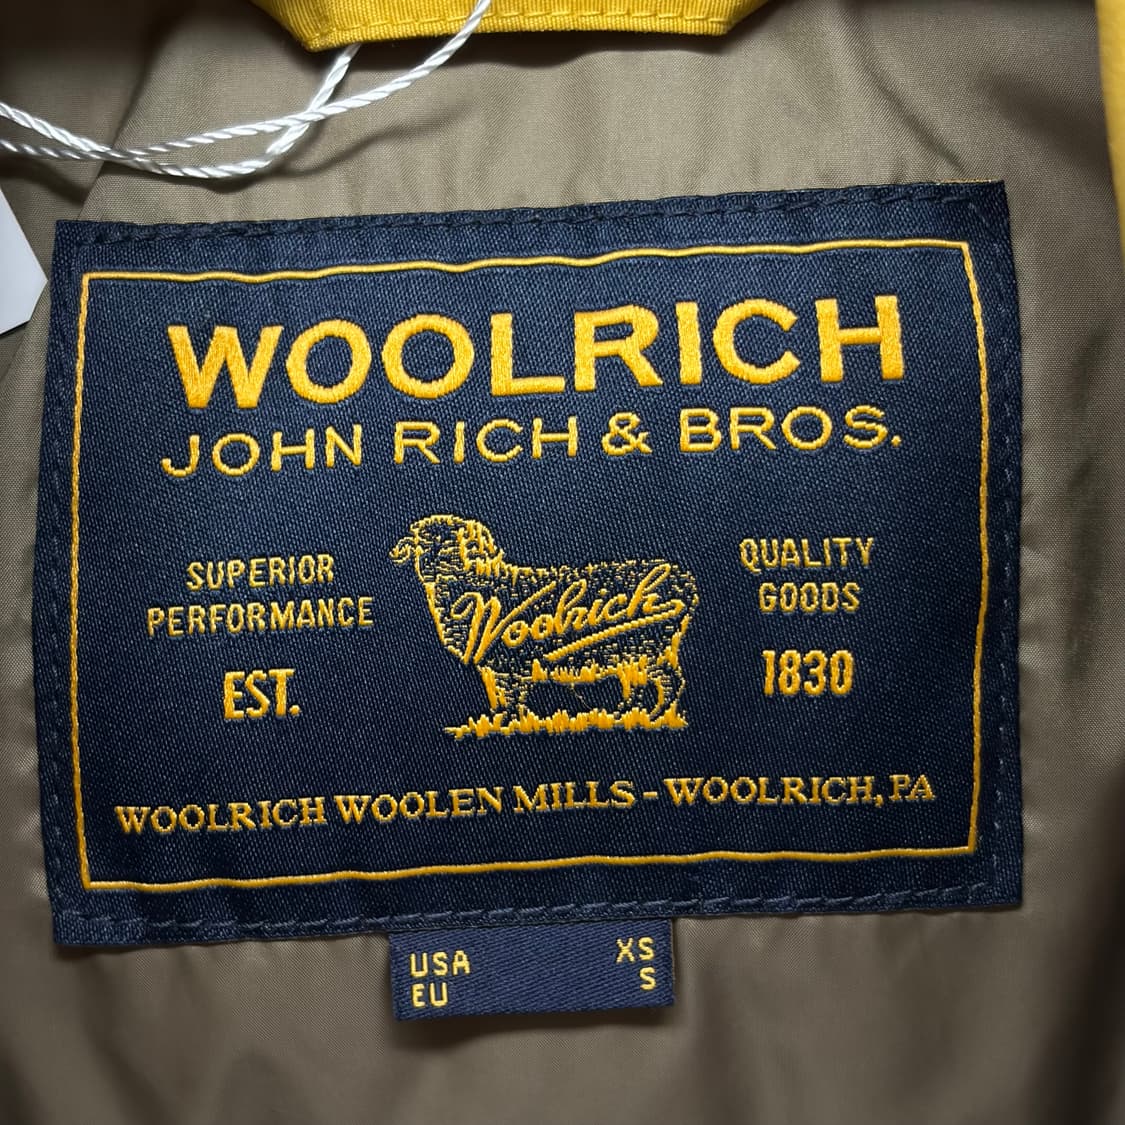 WOOLRICH
JOHN RICH & BROS.
SUPERIOR
PERFORMANCE
EST.
Woolrich
QUALITY
GOODS
1830
WOOLRICH WOOLEN MILLS - WOOLRICH, PA
USA XS
EU S